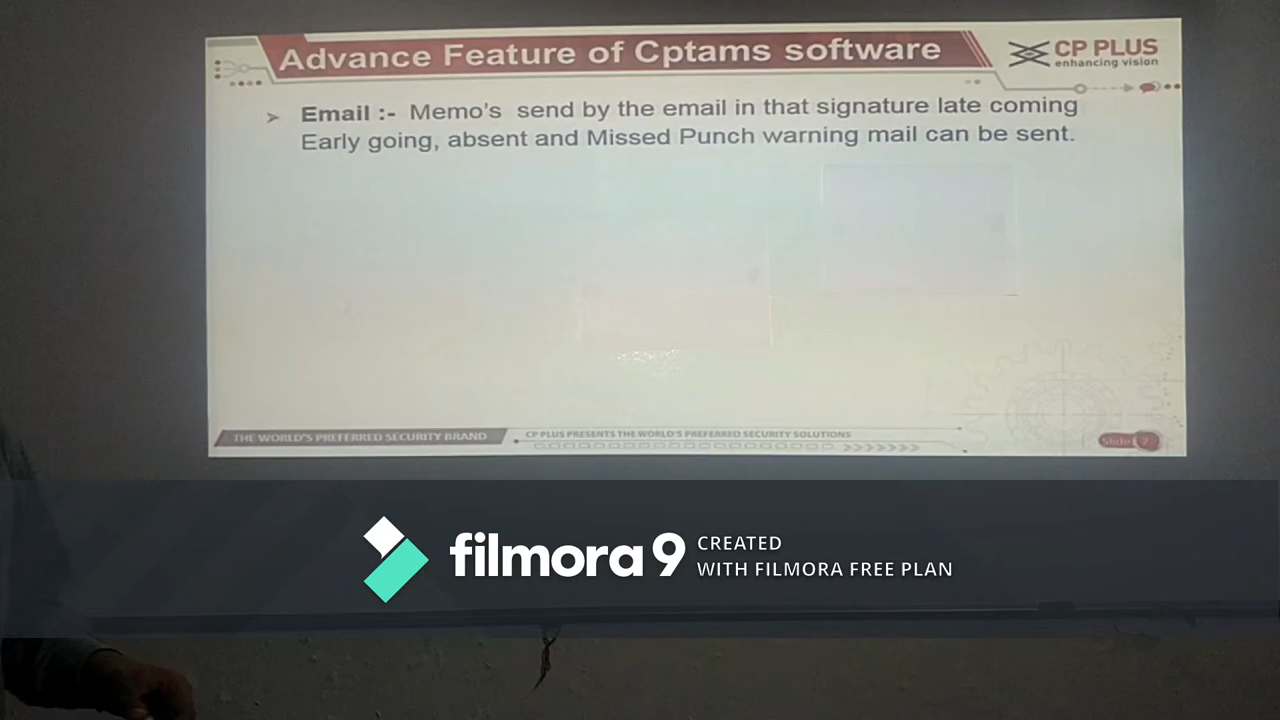 Advance Feature of Cptams software
CP PLUS
enhancing vision
➢ Email :- Memo's send by the email in that signature late coming
Early going, absent and Missed Punch warning mail can be sent.
THE WORLD'S PREFERRED SECURITY BRAND
CP PLUS PRESENTS THE WORLD'S PREFERRED SECURITY SOLUTIONS
Slide 7
filmora 9
CREATED
WITH FILMORA FREE PLAN